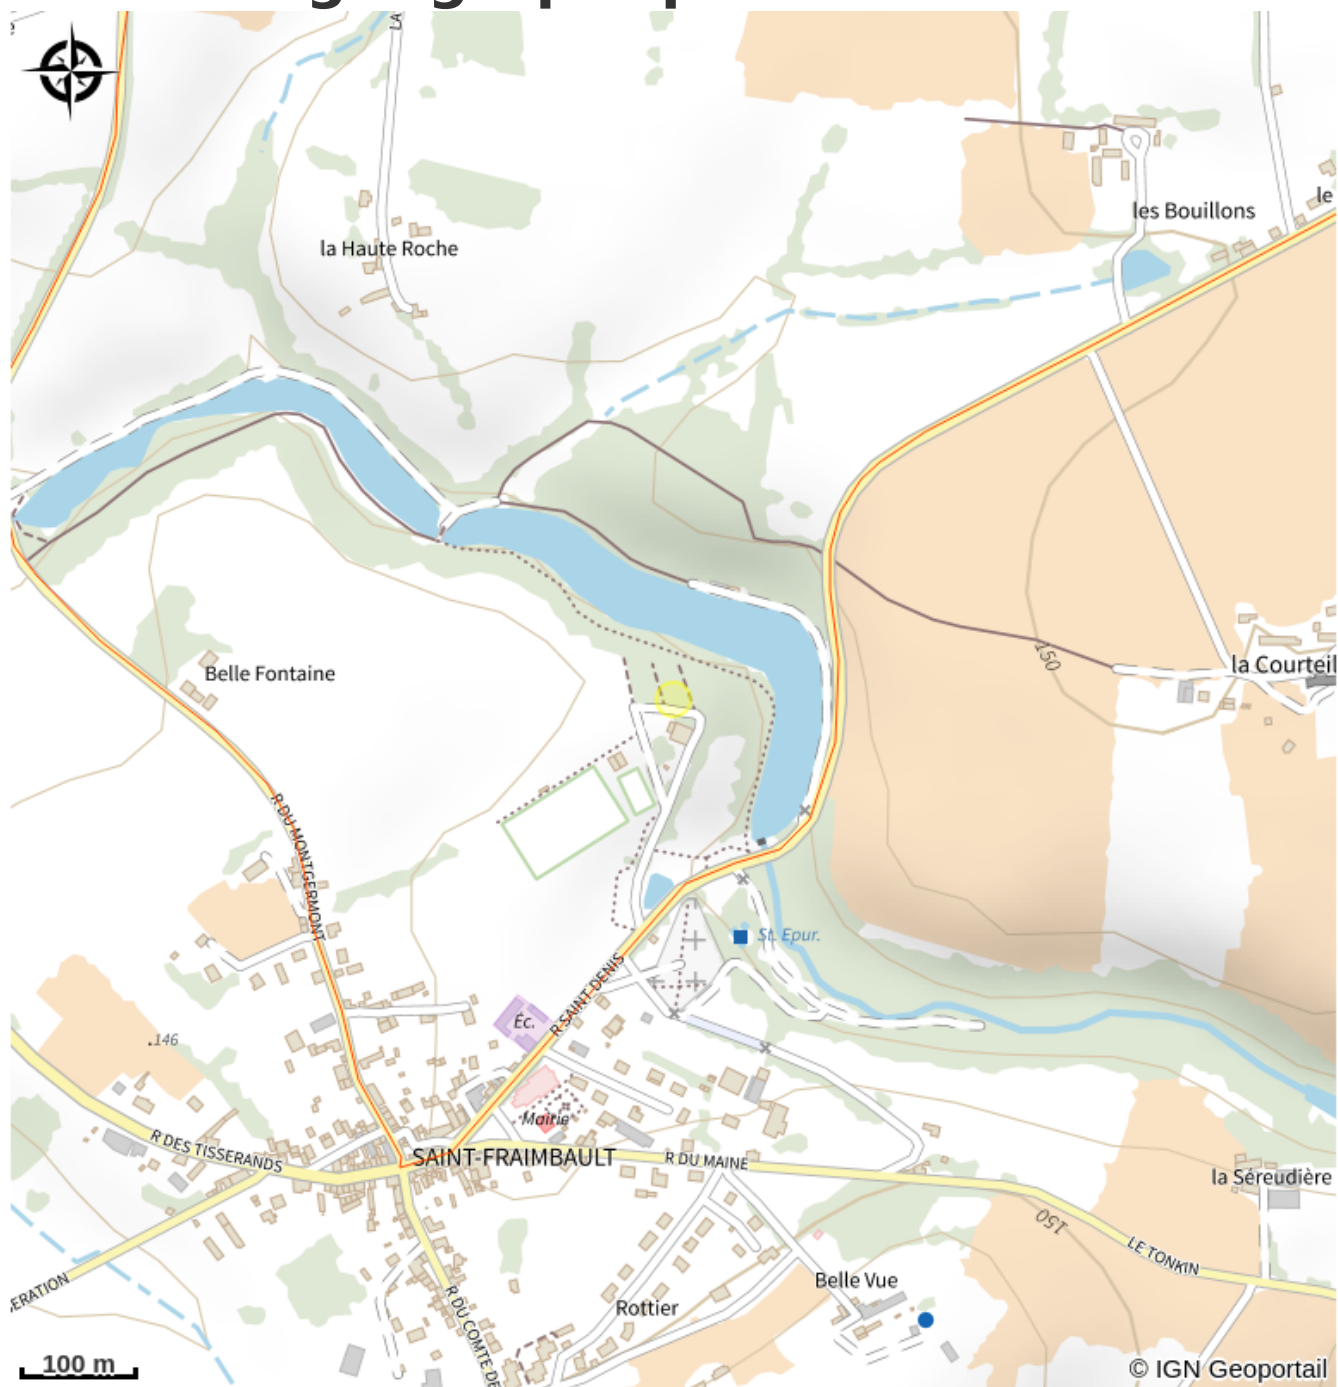 LA
les Bouillons
le
la Haute Roche
150
la Courteil
Belle Fontaine
R DU MONTGERMONT
St. Epur.
R SAINT-DENIS
Éc.
146
Mairie
R DES TISSERANDS
SAINT-FRAIMBAULT
R DU MAINE
la Séreudière
150
LE TONKIN
ERATION
Belle Vue
R DU COMTE DE
Rottier
100 m
© IGN Geoportail